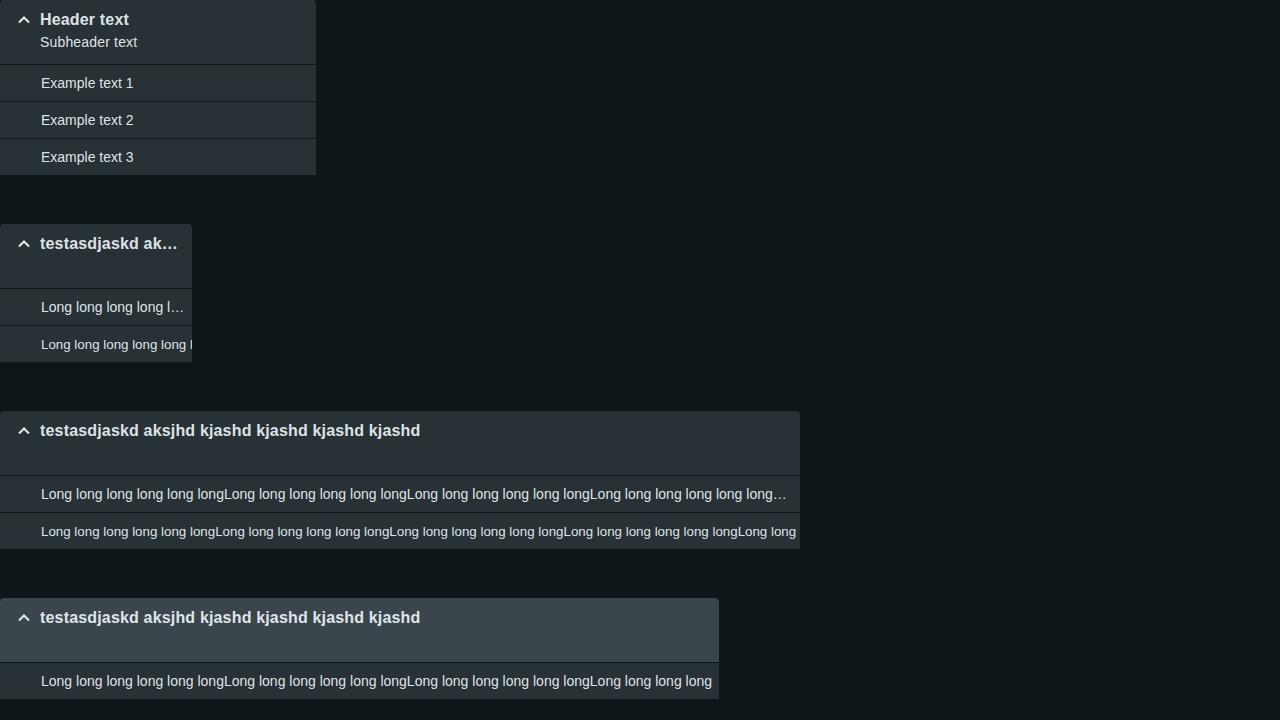 Header text
Subheader text
Example text 1
Example text 2
Example text 3
testasdjaskd ak…
Long long long long l…
Long long long long long
testasdjaskd aksjhd kjashd kjashd kjashd kjashd
Long long long long long longLong long long long long longLong long long long long longLong long long long long long…
Long long long long long longLong long long long long longLong long long long long longLong long long long long longLong long
testasdjaskd aksjhd kjashd kjashd kjashd kjashd
Long long long long long longLong long long long long longLong long long long long longLong long long long